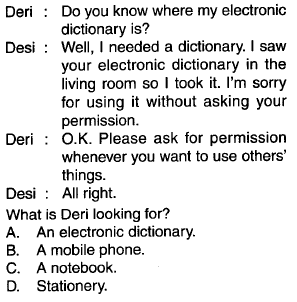 Deri : Do you know where my electronic
dictionary is?
Desi : Well, I needed a dictionary. I saw
your electronic dictionary in the
living room so I took it. I'm sorry
for using it without asking your
permission.
Deri : O.K. Please ask for permission
whenever you want to use others'
things.
Desi : All right.
What is Deri looking for?
A. An electronic dictionary.
B. A mobile phone.
C. A notebook.
D. Stationery.